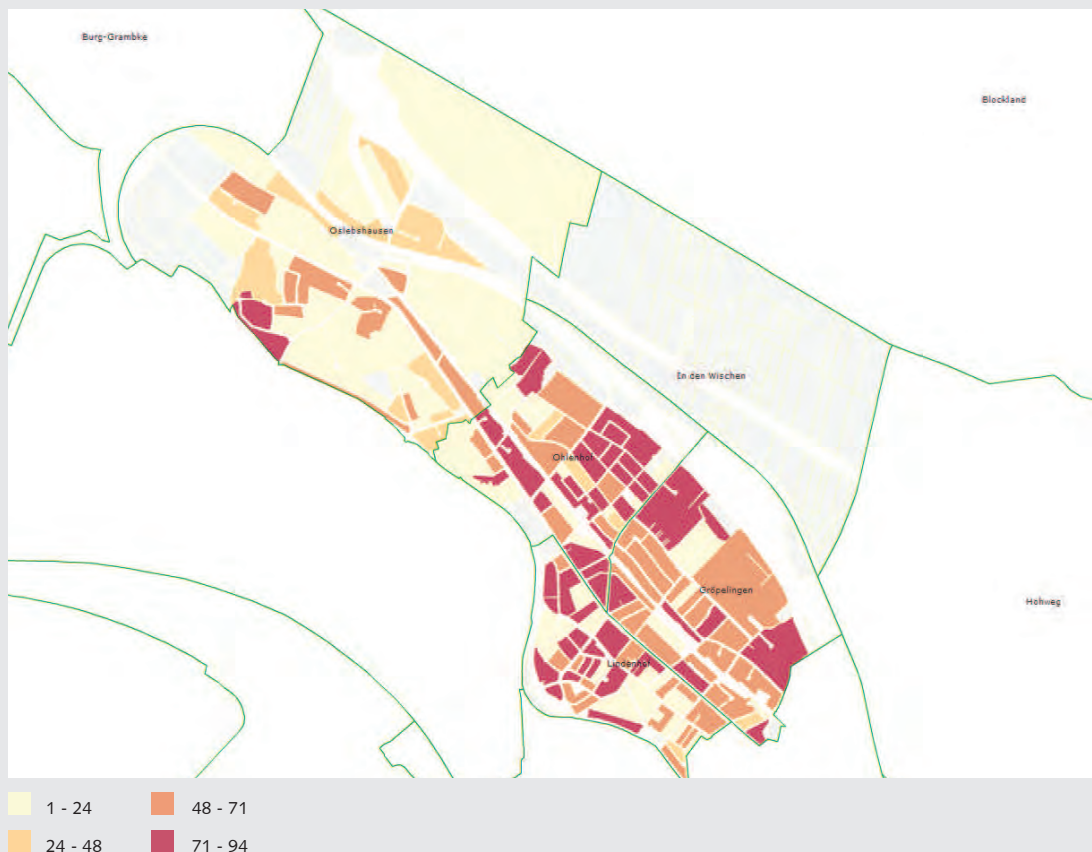 Burg-Grambke
Blockland
Oslebshausen
In den Wischen
Ohlenhof
Gröpelingen
Hohweg
Lindenhof
1 - 24
48 - 71
24 - 48
71 - 94